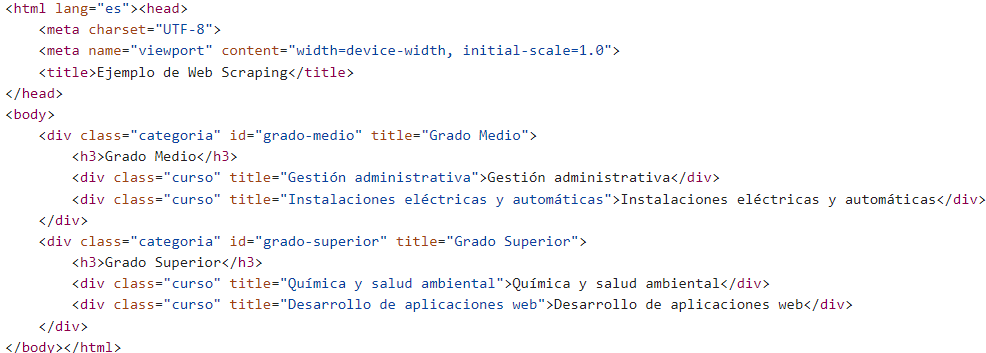 <html lang="es"><head>
    <meta charset="UTF-8">
    <meta name="viewport" content="width=device-width, initial-scale=1.0">
    <title>Ejemplo de Web Scraping</title>
</head>
<body>
    <div class="categoria" id="grado-medio" title="Grado Medio">
        <h3>Grado Medio</h3>
        <div class="curso" title="Gestión administrativa">Gestión administrativa</div>
        <div class="curso" title="Instalaciones eléctricas y automáticas">Instalaciones eléctricas y automáticas</div>
    </div>
    <div class="categoria" id="grado-superior" title="Grado Superior">
        <h3>Grado Superior</h3>
        <div class="curso" title="Química y salud ambiental">Química y salud ambiental</div>
        <div class="curso" title="Desarrollo de aplicaciones web">Desarrollo de aplicaciones web</div>
    </div>
</body></html>